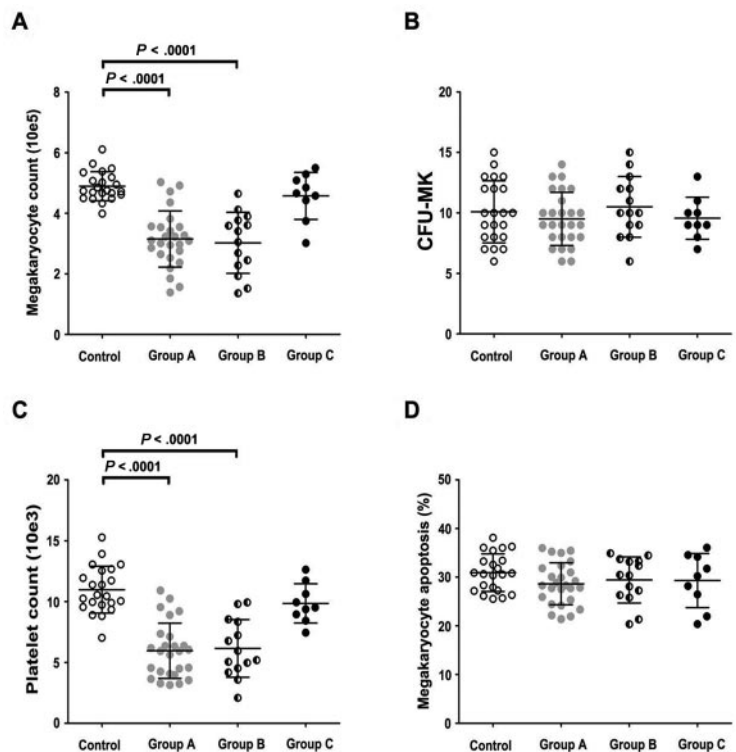 A
P < .0001
P < .0001
Megakaryocyte count (10e5)
8
6
4
2
0
Control Group A Group B Group C
B
CFU-MK
20
15
10
5
0
Control Group A Group B Group C
C
P < .0001
P < .0001
Platelet count (10e3)
20
15
10
5
0
Control Group A Group B Group C
D
Megakaryocyte apoptosis (%)
50
40
30
20
10
0
Control Group A Group B Group C